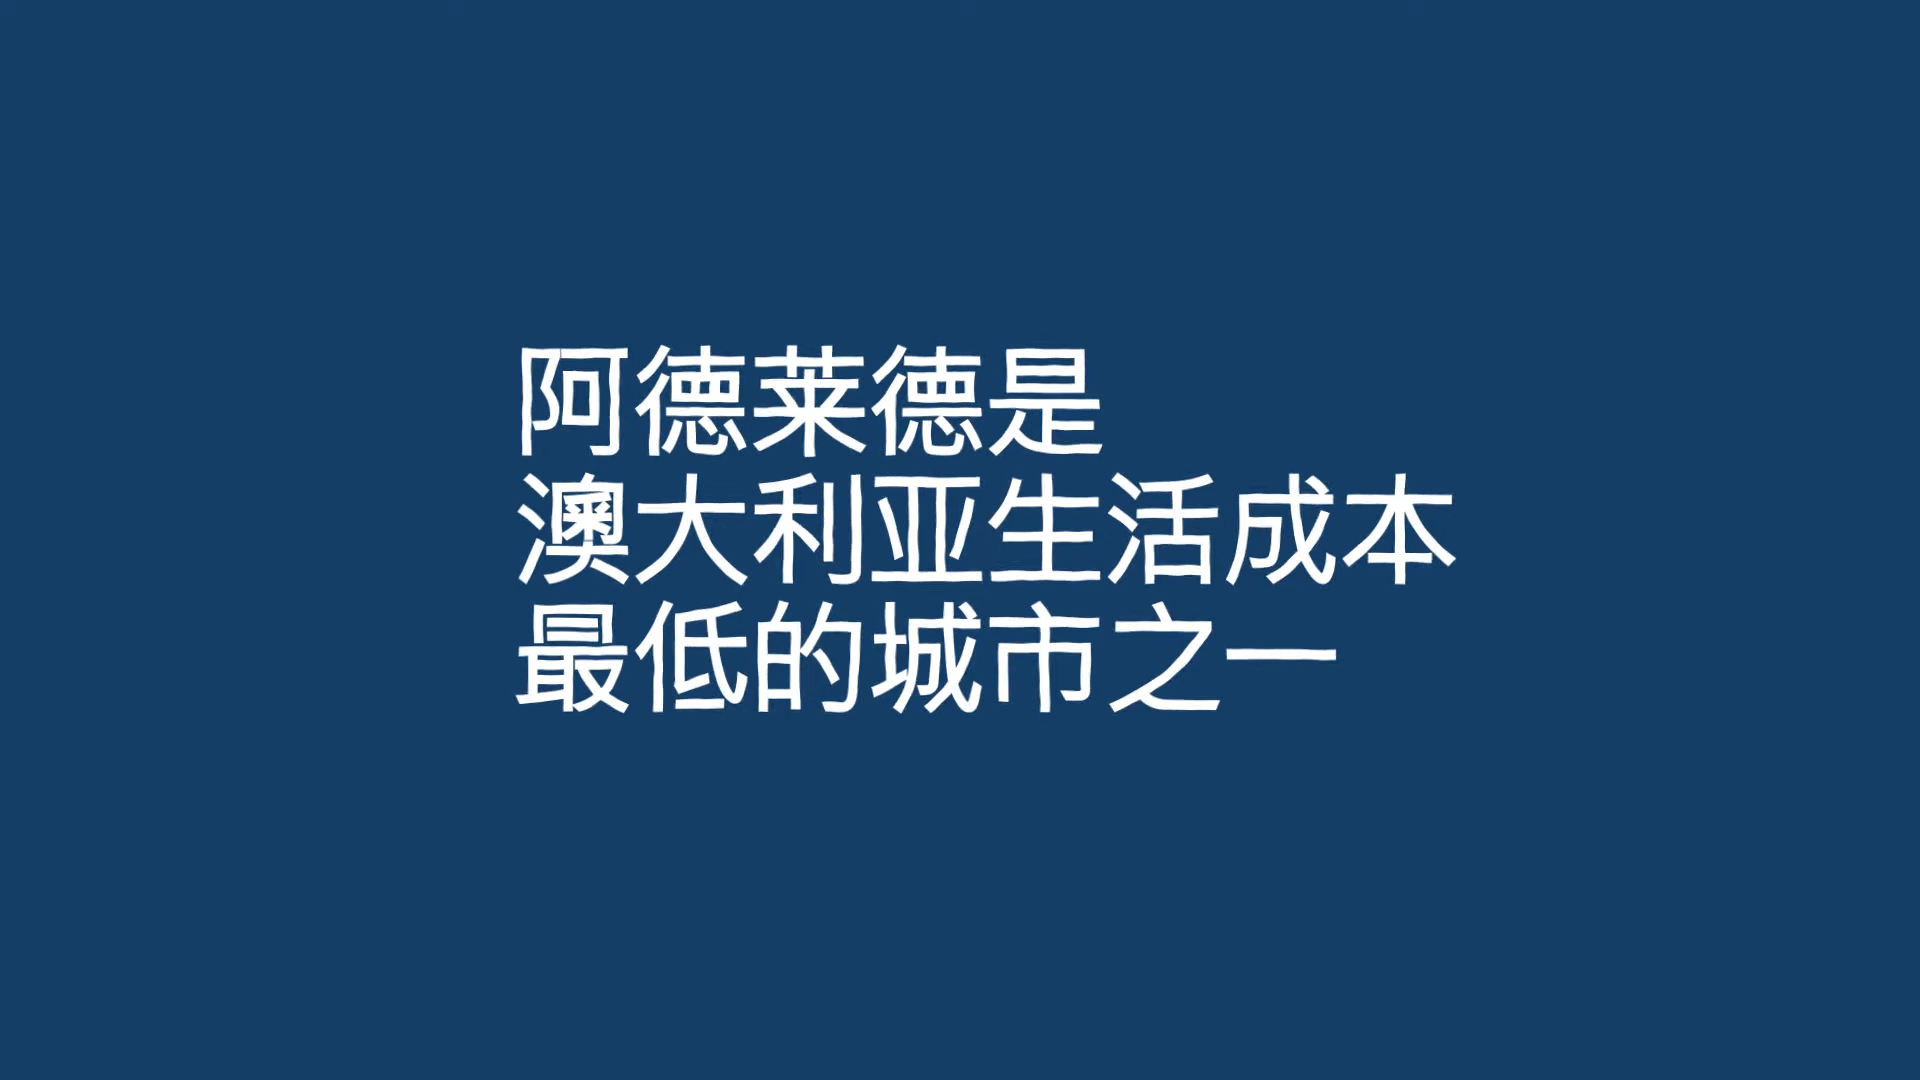 阿德莱德是
澳大利亚生活成本
最低的城市之一